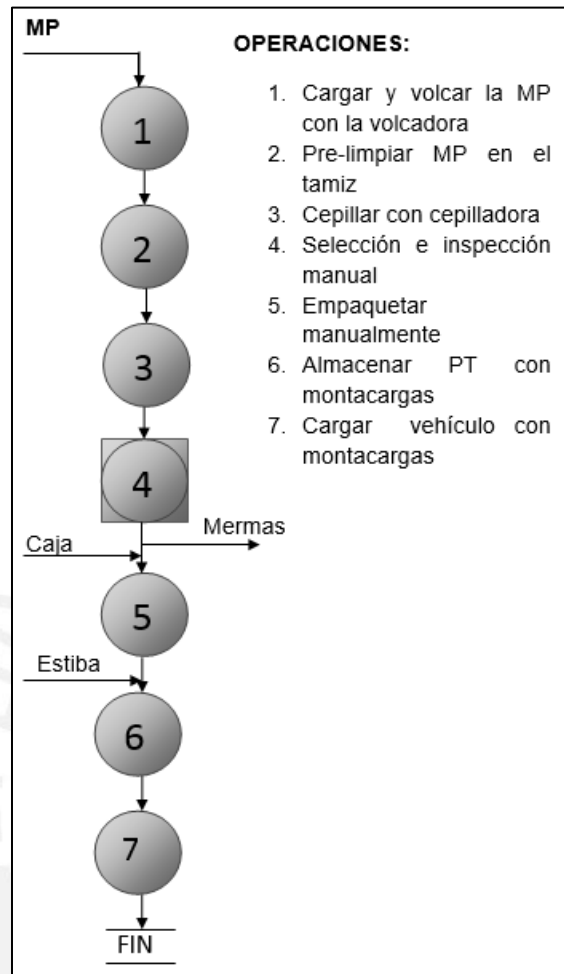 MP
OPERACIONES:
1. Cargar y volcar la MP
con la volcadora
2. Pre-limpiar MP en el
tamiz
3. Cepillar con cepilladora
4. Selección e inspección
manual
5. Empaquetar
manualmente
6. Almacenar PT con
montacargas
7. Cargar vehículo con
montacargas
1
2
3
4
Mermas
Caja
5
Estiba
6
7
FIN